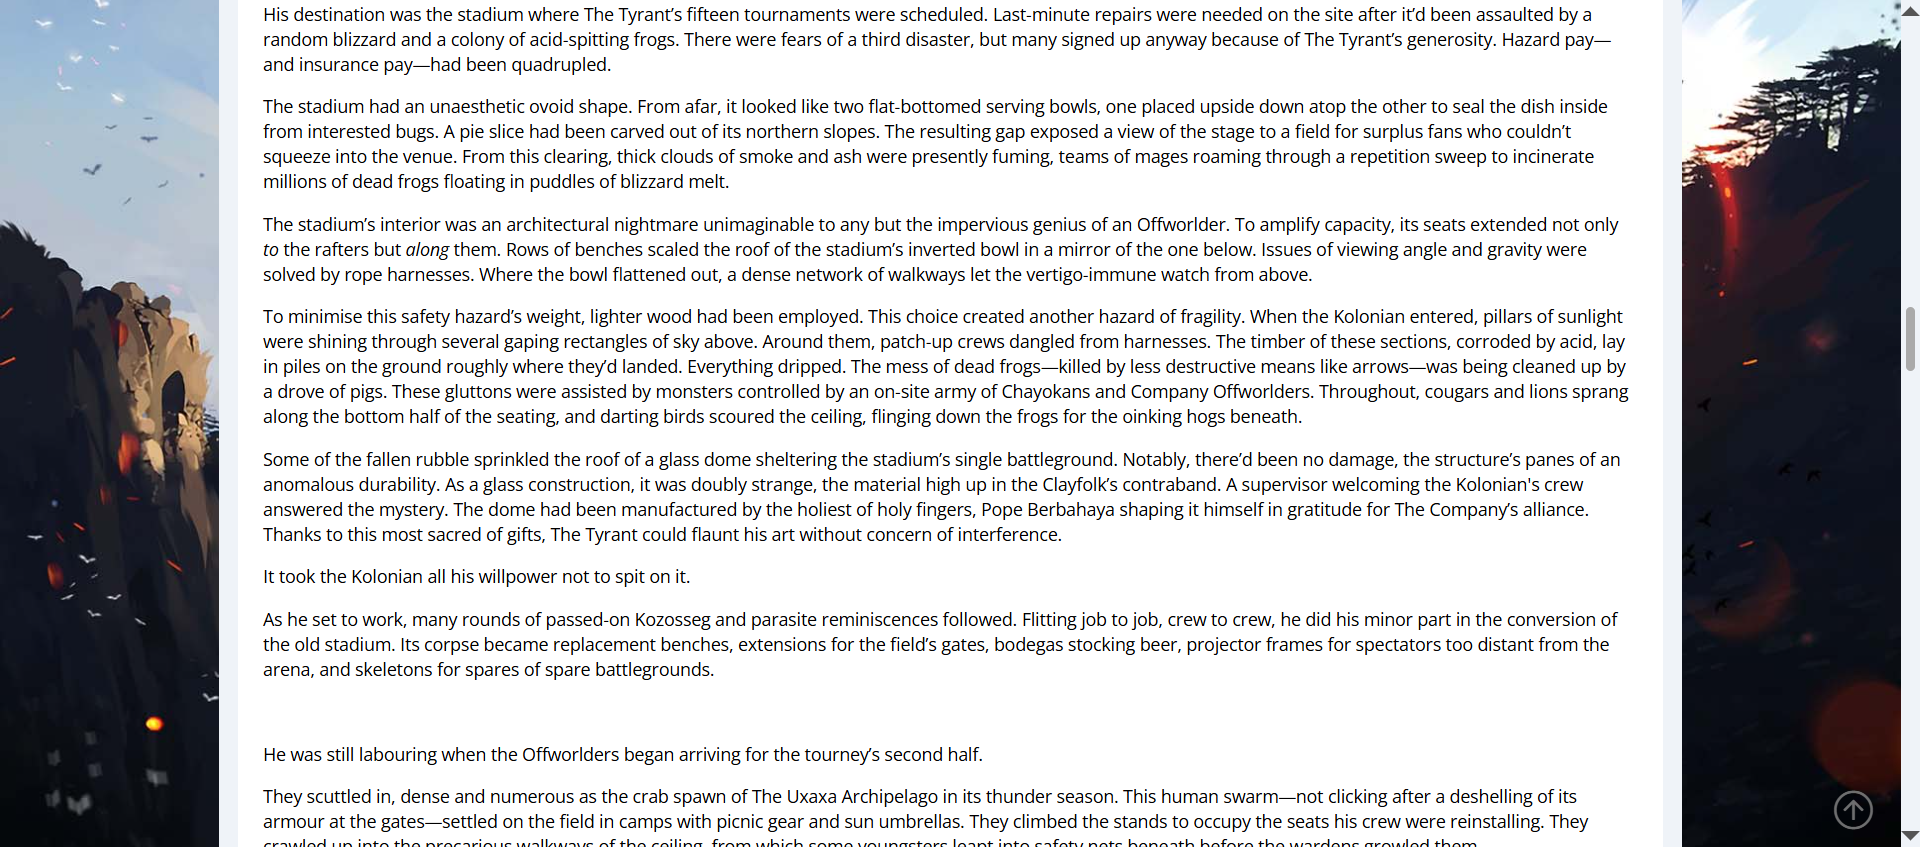 His destination was the stadium where The Tyrant’s fifteen tournaments were scheduled. Last-minute repairs were needed on the site after it’d been assaulted by a
random blizzard and a colony of acid-spitting frogs. There were fears of a third disaster, but many signed up anyway because of The Tyrant’s generosity. Hazard pay—
and insurance pay—had been quadrupled.
The stadium had an unaesthetic ovoid shape. From afar, it looked like two flat-bottomed serving bowls, one placed upside down atop the other to seal the dish inside
from interested bugs. A pie slice had been carved out of its northern slopes. The resulting gap exposed a view of the stage to a field for surplus fans who couldn’t
squeeze into the venue. From this clearing, thick clouds of smoke and ash were presently fuming, teams of mages roaming through a repetition sweep to incinerate
millions of dead frogs floating in puddles of blizzard melt.
The stadium’s interior was an architectural nightmare unimaginable to any but the impervious genius of an Offworlder. To amplify capacity, its seats extended not only
to the rafters but along them. Rows of benches scaled the roof of the stadium’s inverted bowl in a mirror of the one below. Issues of viewing angle and gravity were
solved by rope harnesses. Where the bowl flattened out, a dense network of walkways let the vertigo-immune watch from above.
To minimise this safety hazard’s weight, lighter wood had been employed. This choice created another hazard of fragility. When the Kolonian entered, pillars of sunlight
were shining through several gaping rectangles of sky above. Around them, patch-up crews dangled from harnesses. The timber of these sections, corroded by acid, lay
in piles on the ground roughly where they’d landed. Everything dripped. The mess of dead frogs—killed by less destructive means like arrows—was being cleaned up by
a drove of pigs. These gluttons were assisted by monsters controlled by an on-site army of Chayokans and Company Offworlders. Throughout, cougars and lions sprang
along the bottom half of the seating, and darting birds scoured the ceiling, flinging down the frogs for the oinking hogs beneath.
Some of the fallen rubble sprinkled the roof of a glass dome sheltering the stadium’s single battleground. Notably, there’d been no damage, the structure’s panes of an
anomalous durability. As a glass construction, it was doubly strange, the material high up in the Clayfolk’s contraband. A supervisor welcoming the Kolonian's crew
answered the mystery. The dome had been manufactured by the holiest of holy fingers, Pope Berbahaya shaping it himself in gratitude for The Company’s alliance.
Thanks to this most sacred of gifts, The Tyrant could flaunt his art without concern of interference.
It took the Kolonian all his willpower not to spit on it.
As he set to work, many rounds of passed-on Kozosseg and parasite reminiscences followed. Flitting job to job, crew to crew, he did his minor part in the conversion of
the old stadium. Its corpse became replacement benches, extensions for the field’s gates, bodegas stocking beer, projector frames for spectators too distant from the
arena, and skeletons for spares of spare battlegrounds.
He was still labouring when the Offworlders began arriving for the tourney’s second half.
They scuttled in, dense and numerous as the crab spawn of The Uxaxa Archipelago in its thunder season. This human swarm—not clicking after a deshelling of its
armour at the gates—settled on the field in camps with picnic gear and sun umbrellas. They climbed the stands to occupy the seats his crew were reinstalling. They
crawled up into the precarious walkways of the ceiling, from which some youngsters leapt into safety nets beneath before the wardens growled them